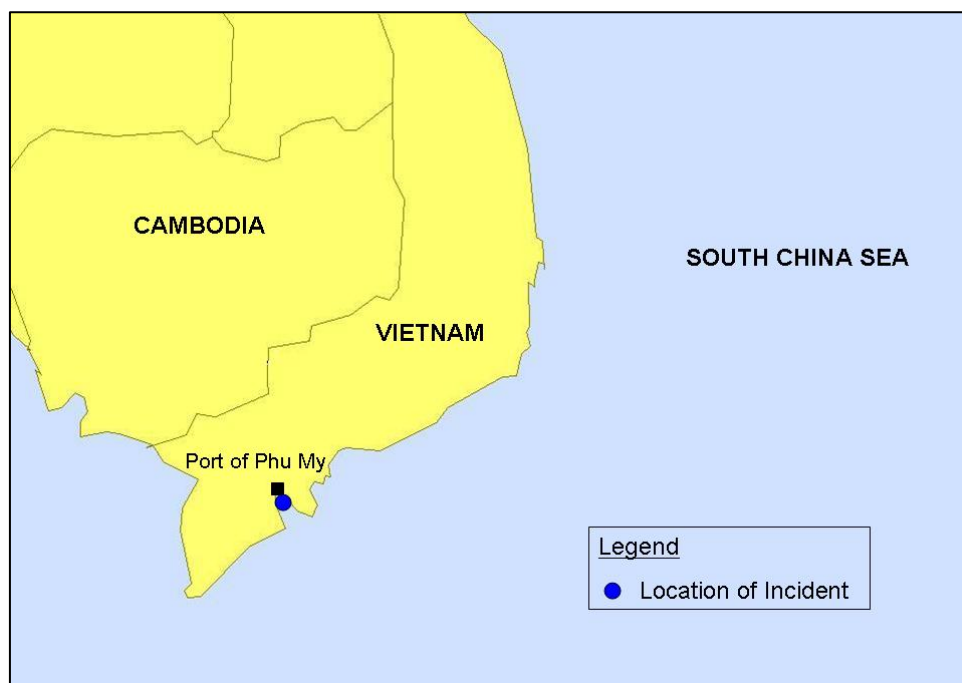 CAMBODIA
SOUTH CHINA SEA
VIETNAM
Port of Phu My
Legend
Location of Incident